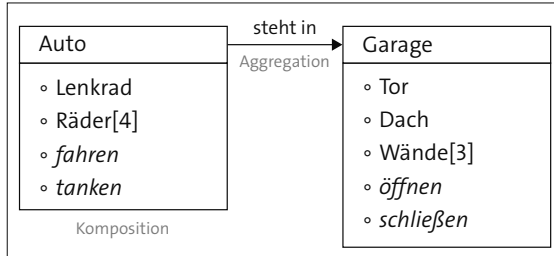 Auto
Lenkrad
Räder[4]
fahren
tanken
Komposition
steht in
Aggregation
Garage
Tor
Dach
Wände[3]
öffnen
schließen